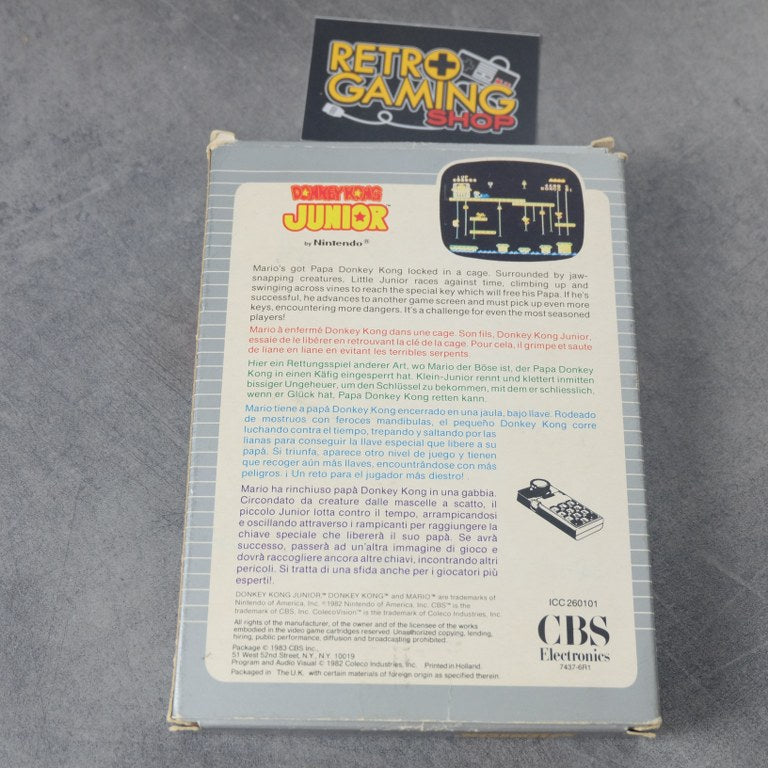 RETRO
GAMING
SHOP
DONKEY KONG
JUNIOR™
by Nintendo®
Mario's got Papa Donkey Kong locked in a cage. Surrounded by jaw-
snapping creatures, Little Junior races against time, climbing up and
swinging across vines to reach the special key which will free his Papa. If he's
successful, he advances to another game screen and must pick up even more
keys, encountering more dangers. It's a challenge for even the most seasoned
players!
Mario à enfermé Donkey Kong dans une cage. Son fils, Donkey Kong Junior,
essaie de le libérer en retrouvant la clé de la cage. Pour cela, il grimpe et saute
de liane en liane en evitant les terribles serpents.
Hier ein Rettungsspiel anderer Art, wo Mario der Böse ist, der Papa Donkey
Kong in einen Käfig eingesperrt hat. Klein-Junior rennt und klettert inmitten
bissiger Ungeheuer, um den Schlüssel zu bekommen, mit dem er schliesslich,
wenn er Glück hat, Papa Donkey Kong retten kann.
Mario tiene a papá Donkey Kong encerrado en una jaula, bajo llave. Rodeado
de mostruos con feroces mandibulas, el pequeño Donkey Kong corre
luchando contra el tiempo, trepando y saltando por las
lianas para conseguir la llave especial que libere a su
papá. Si triunfa, aparece otro nivel de juego y tienen
que recoger aún más llaves, encountrándose con más
peligros. ¡ Un reto para el jugador más diestro!
Mario ha rinchiuso papà Donkey Kong in una gabbia.
Circondato da creature dalle mascelle a scatto, il
piccolo Junior lotta contro il tempo, arrampicandosi
e oscillando attraverso i rampicanti per raggiungere la
chiave speciale che libererà il suo papà. Se avrà
successo, passerà ad un'altra immagine di gioco e
dovrà raccogliere ancora altre chiavi, incontrando altri
pericoli. Si tratta di una sfida anche per i giocatori più
esperti!.
DONKEY KONG JUNIOR,™ DONKEY KONG™ and MARIO™ are trademarks of
Nintendo of America, Inc. ©1982 Nintendo of America, Inc. CBS™ is the
trademark of CBS, Inc. ColecoVision™ is the trademark of Coleco Industries, Inc.
All rights of the manufacturer, of the owner and of the licensee of the works
embodied in the video game cartridges reserved. Unauthorized copying, lending,
hiring, public performance, diffusion and broadcasting prohibited.
Package © 1983 CBS Inc.,
51 West 52nd Street, N.Y., N.Y. 10019
Program and Audio Visual © 1982 Coleco Industries, Inc. Printed in Holland.
Packaged in The U.K. with certain materials of foreign origin as specified therein.
ICC 260101
CBS
Electronics
7437-6R1